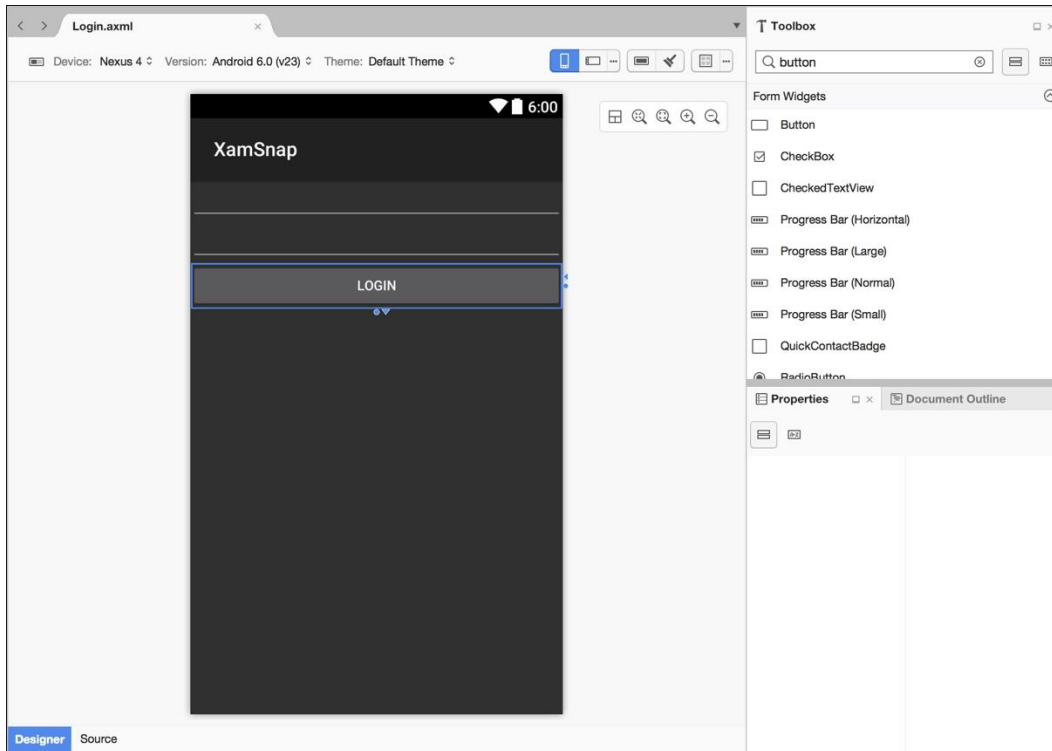 Login.axml
Toolbox
Device: Nexus 4 Version: Android 6.0 (v23) Theme: Default Theme
button
Form Widgets
6:00
Button
XamSnap
CheckBox
CheckedTextView
Progress Bar (Horizontal)
Progress Bar (Large)
LOGIN
Progress Bar (Normal)
Progress Bar (Small)
QuickContactBadge
RadioButton
Properties Document Outline
Designer Source